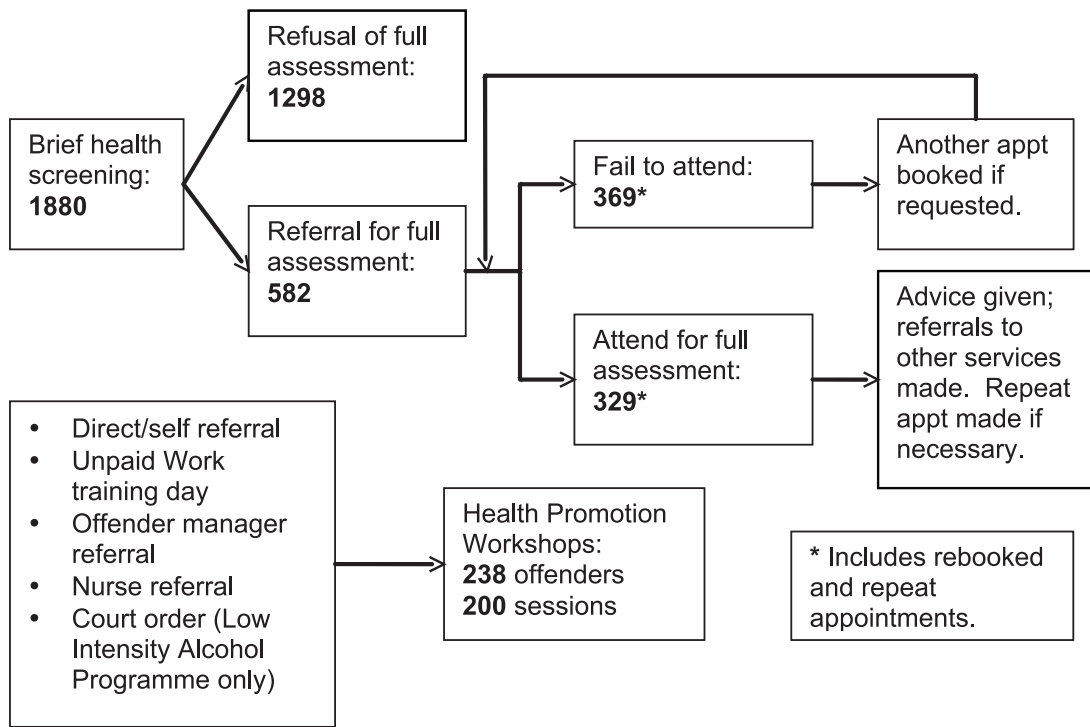 Refusal of full
assessment:
1298
Brief health
screening:
1880
Referral for full
assessment:
582
Fail to attend:
369*
Another appt
booked if
requested.
Attend for full
assessment:
329*
Advice given;
referrals to
other services
made. Repeat
appt made if
necessary.
• Direct/self referral
• Unpaid Work
training day
• Offender manager
referral
• Nurse referral
• Court order (Low
Intensity Alcohol
Programme only)
Health Promotion
Workshops:
238 offenders
200 sessions
* Includes rebooked
and repeat
appointments.